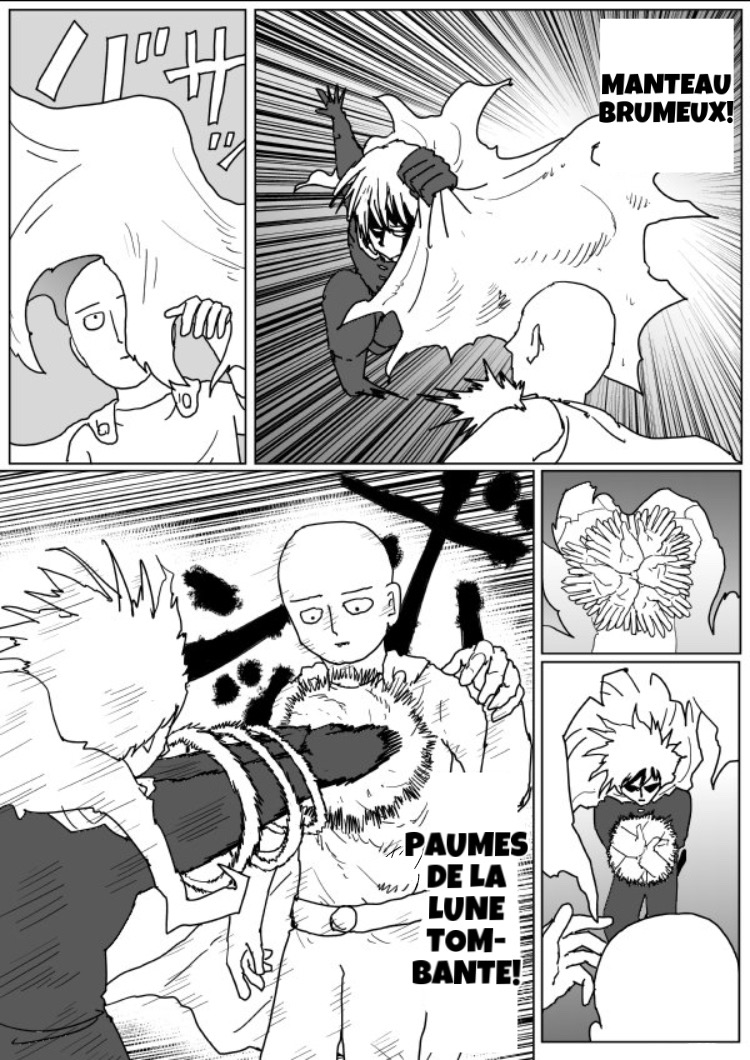 MANTEAU
BRUMEUX!
バサッ
PAUMES
DE LA
LUNE
TOM-
BANTE!